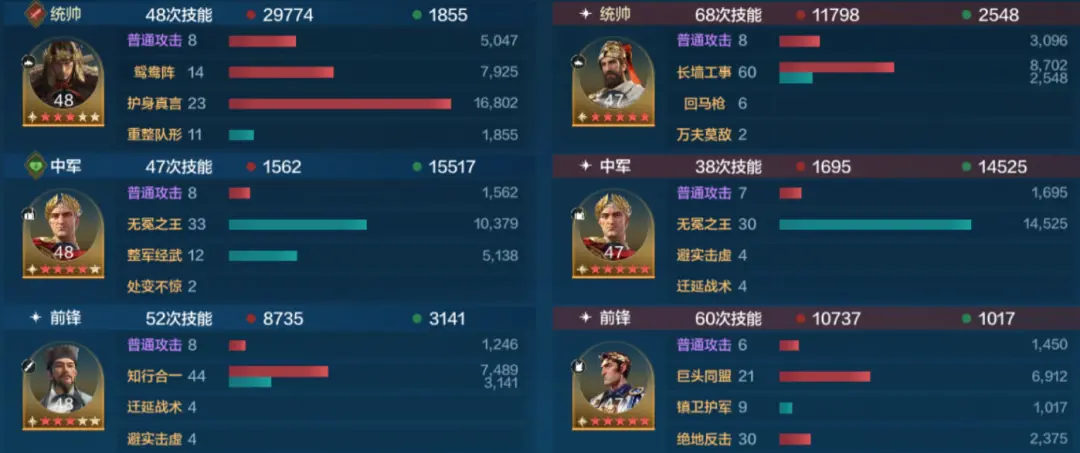 统帅 48次技能 29774 1855
普通攻击 8 5,047
鸳鸯阵 14 7,925
护身真言 23 16,802
重整队形 11 1,855
48
中军 47次技能 1562 15517
普通攻击 8 1,562
无冕之王 33 10,379
整军经武 12 5,138
处变不惊 2
48
前锋 52次技能 8735 3141
普通攻击 8 1,246
知行合一 44 7,489
3,141
迂延战术 4
避实击虚 4
48
统帅 68次技能 11798 2548
普通攻击 8 3,096
长墙工事 60 8,702
2,548
回马枪 6
万夫莫敌 2
47
中军 38次技能 1695 14525
普通攻击 7 1,695
无冕之王 30 14,525
避实击虚 4
迂延战术 4
47
前锋 60次技能 10737 1017
普通攻击 6 1,450
巨头同盟 21 6,912
镇卫护军 9 1,017
绝地反击 30 2,375
47